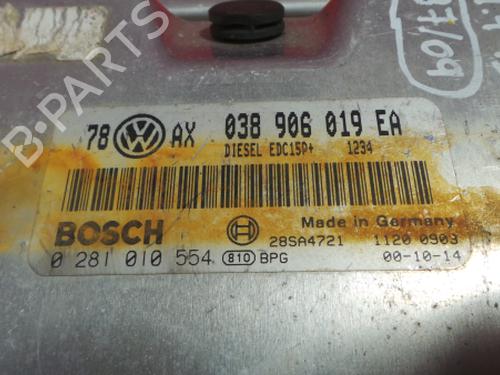 78 VW AX 038 906 019 EA
DIESEL EDC15P+ 1234
BOSCH
Made in Germany
28SA4721 1120 0903
0 281 010 554 810 BPG 00-10-14
B-PARTS